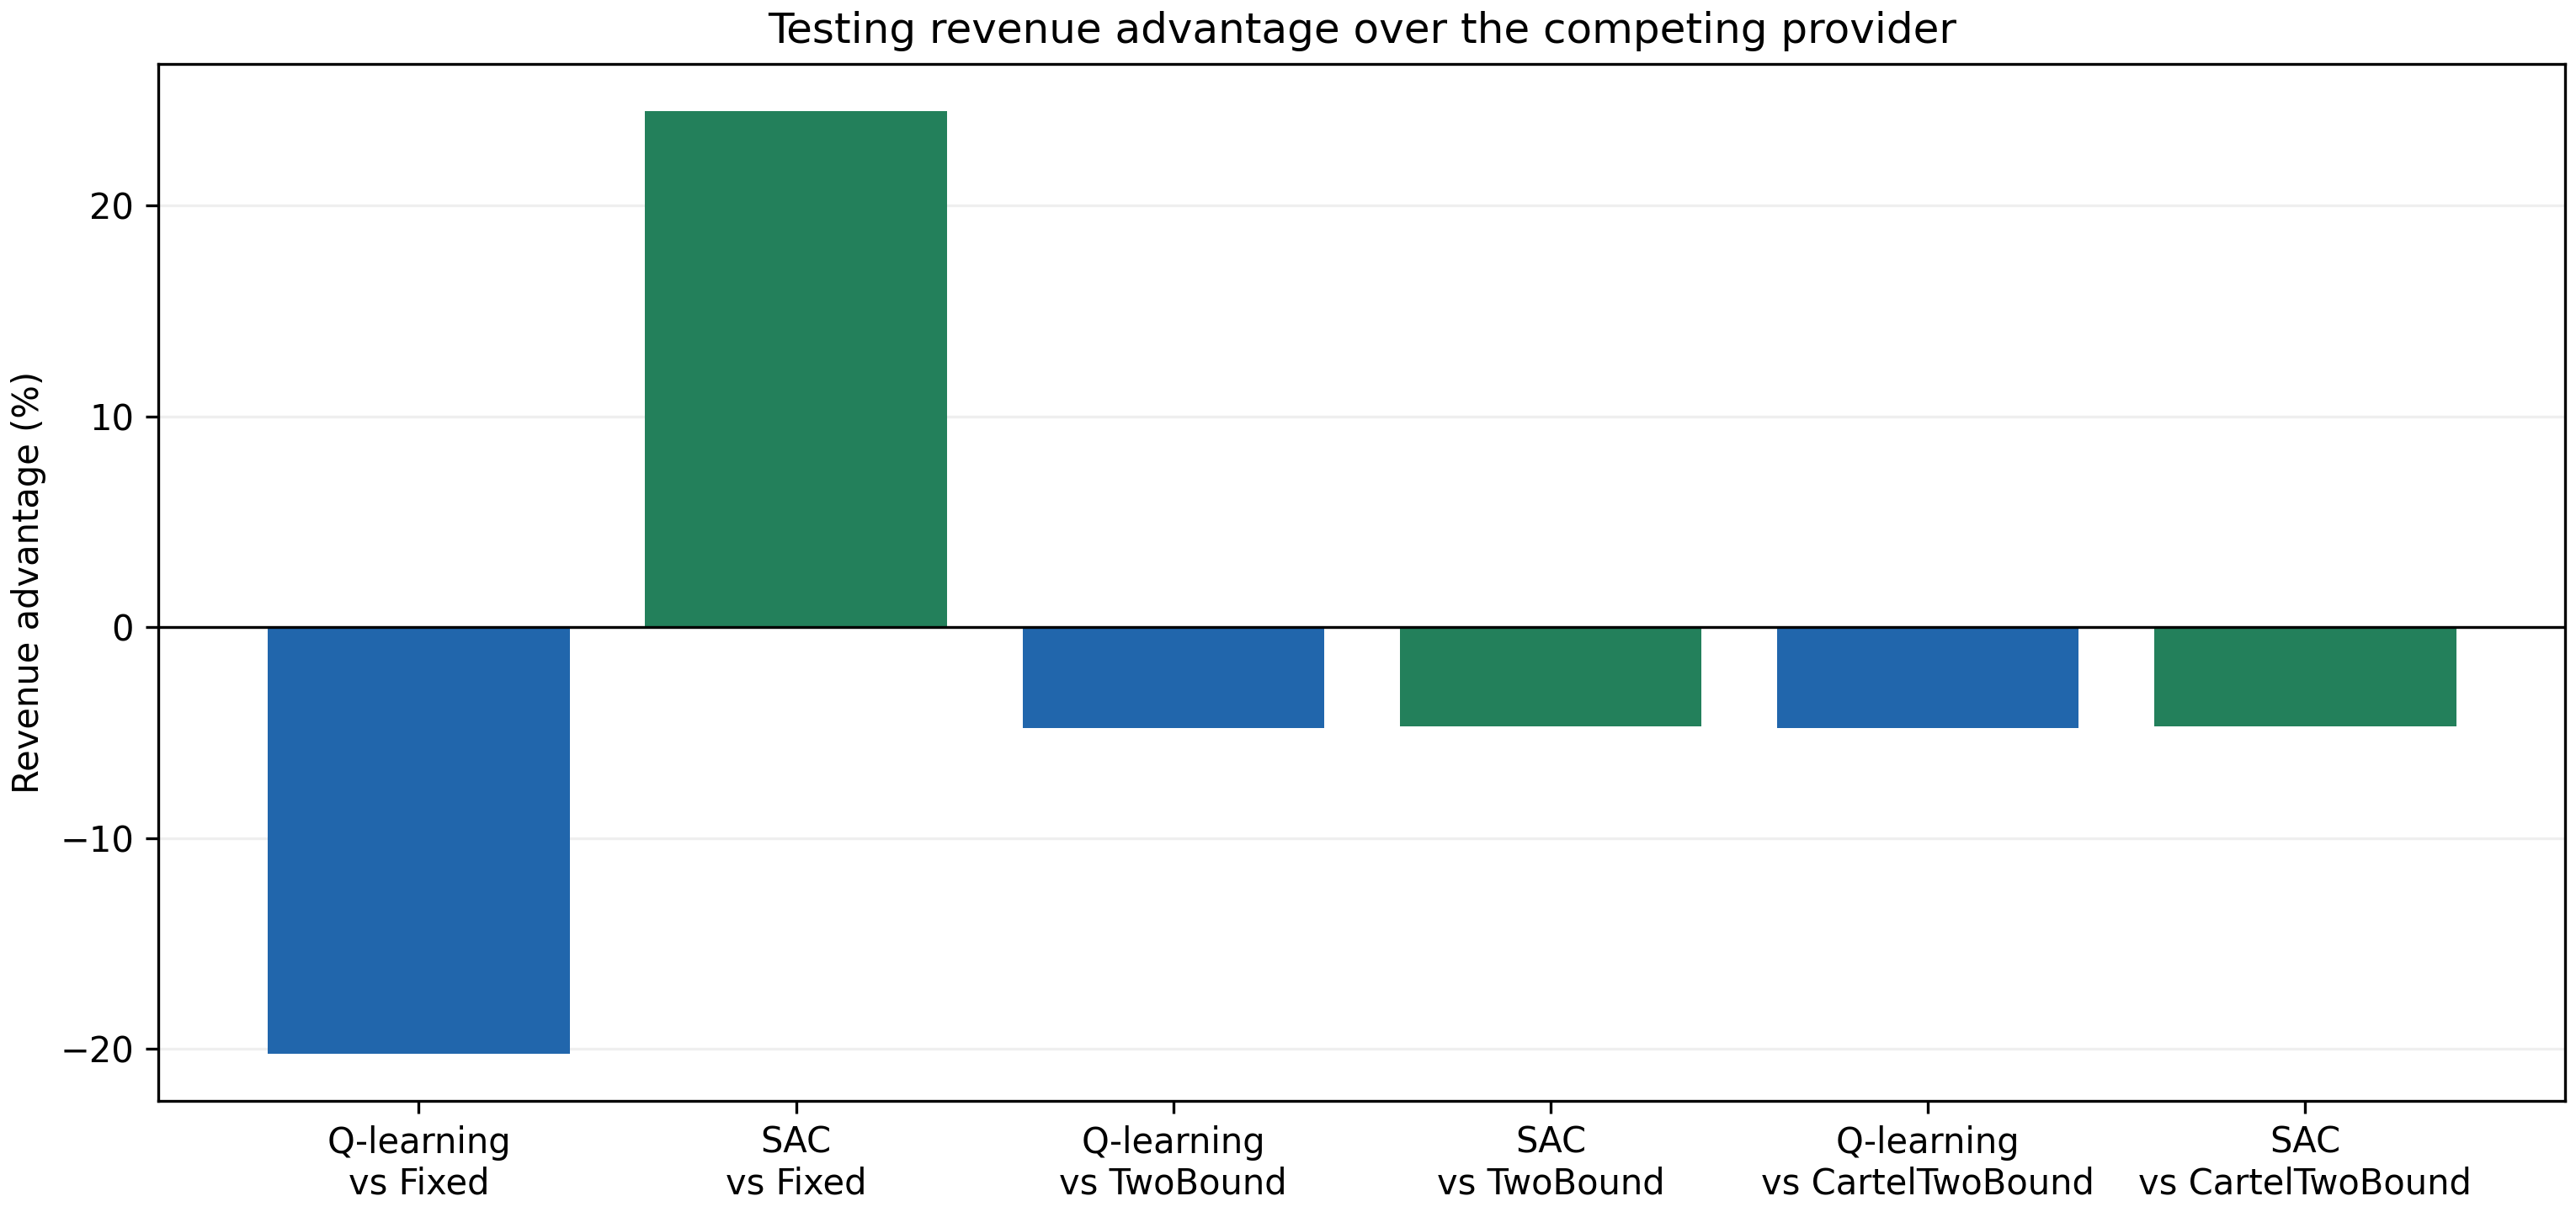 Testing revenue advantage over the competing provider
Revenue advantage (%)
20
10
0
−10
−20
Q-learning
vs Fixed
SAC
vs Fixed
Q-learning
vs TwoBound
SAC
vs TwoBound
Q-learning
vs CartelTwoBound
SAC
vs CartelTwoBound